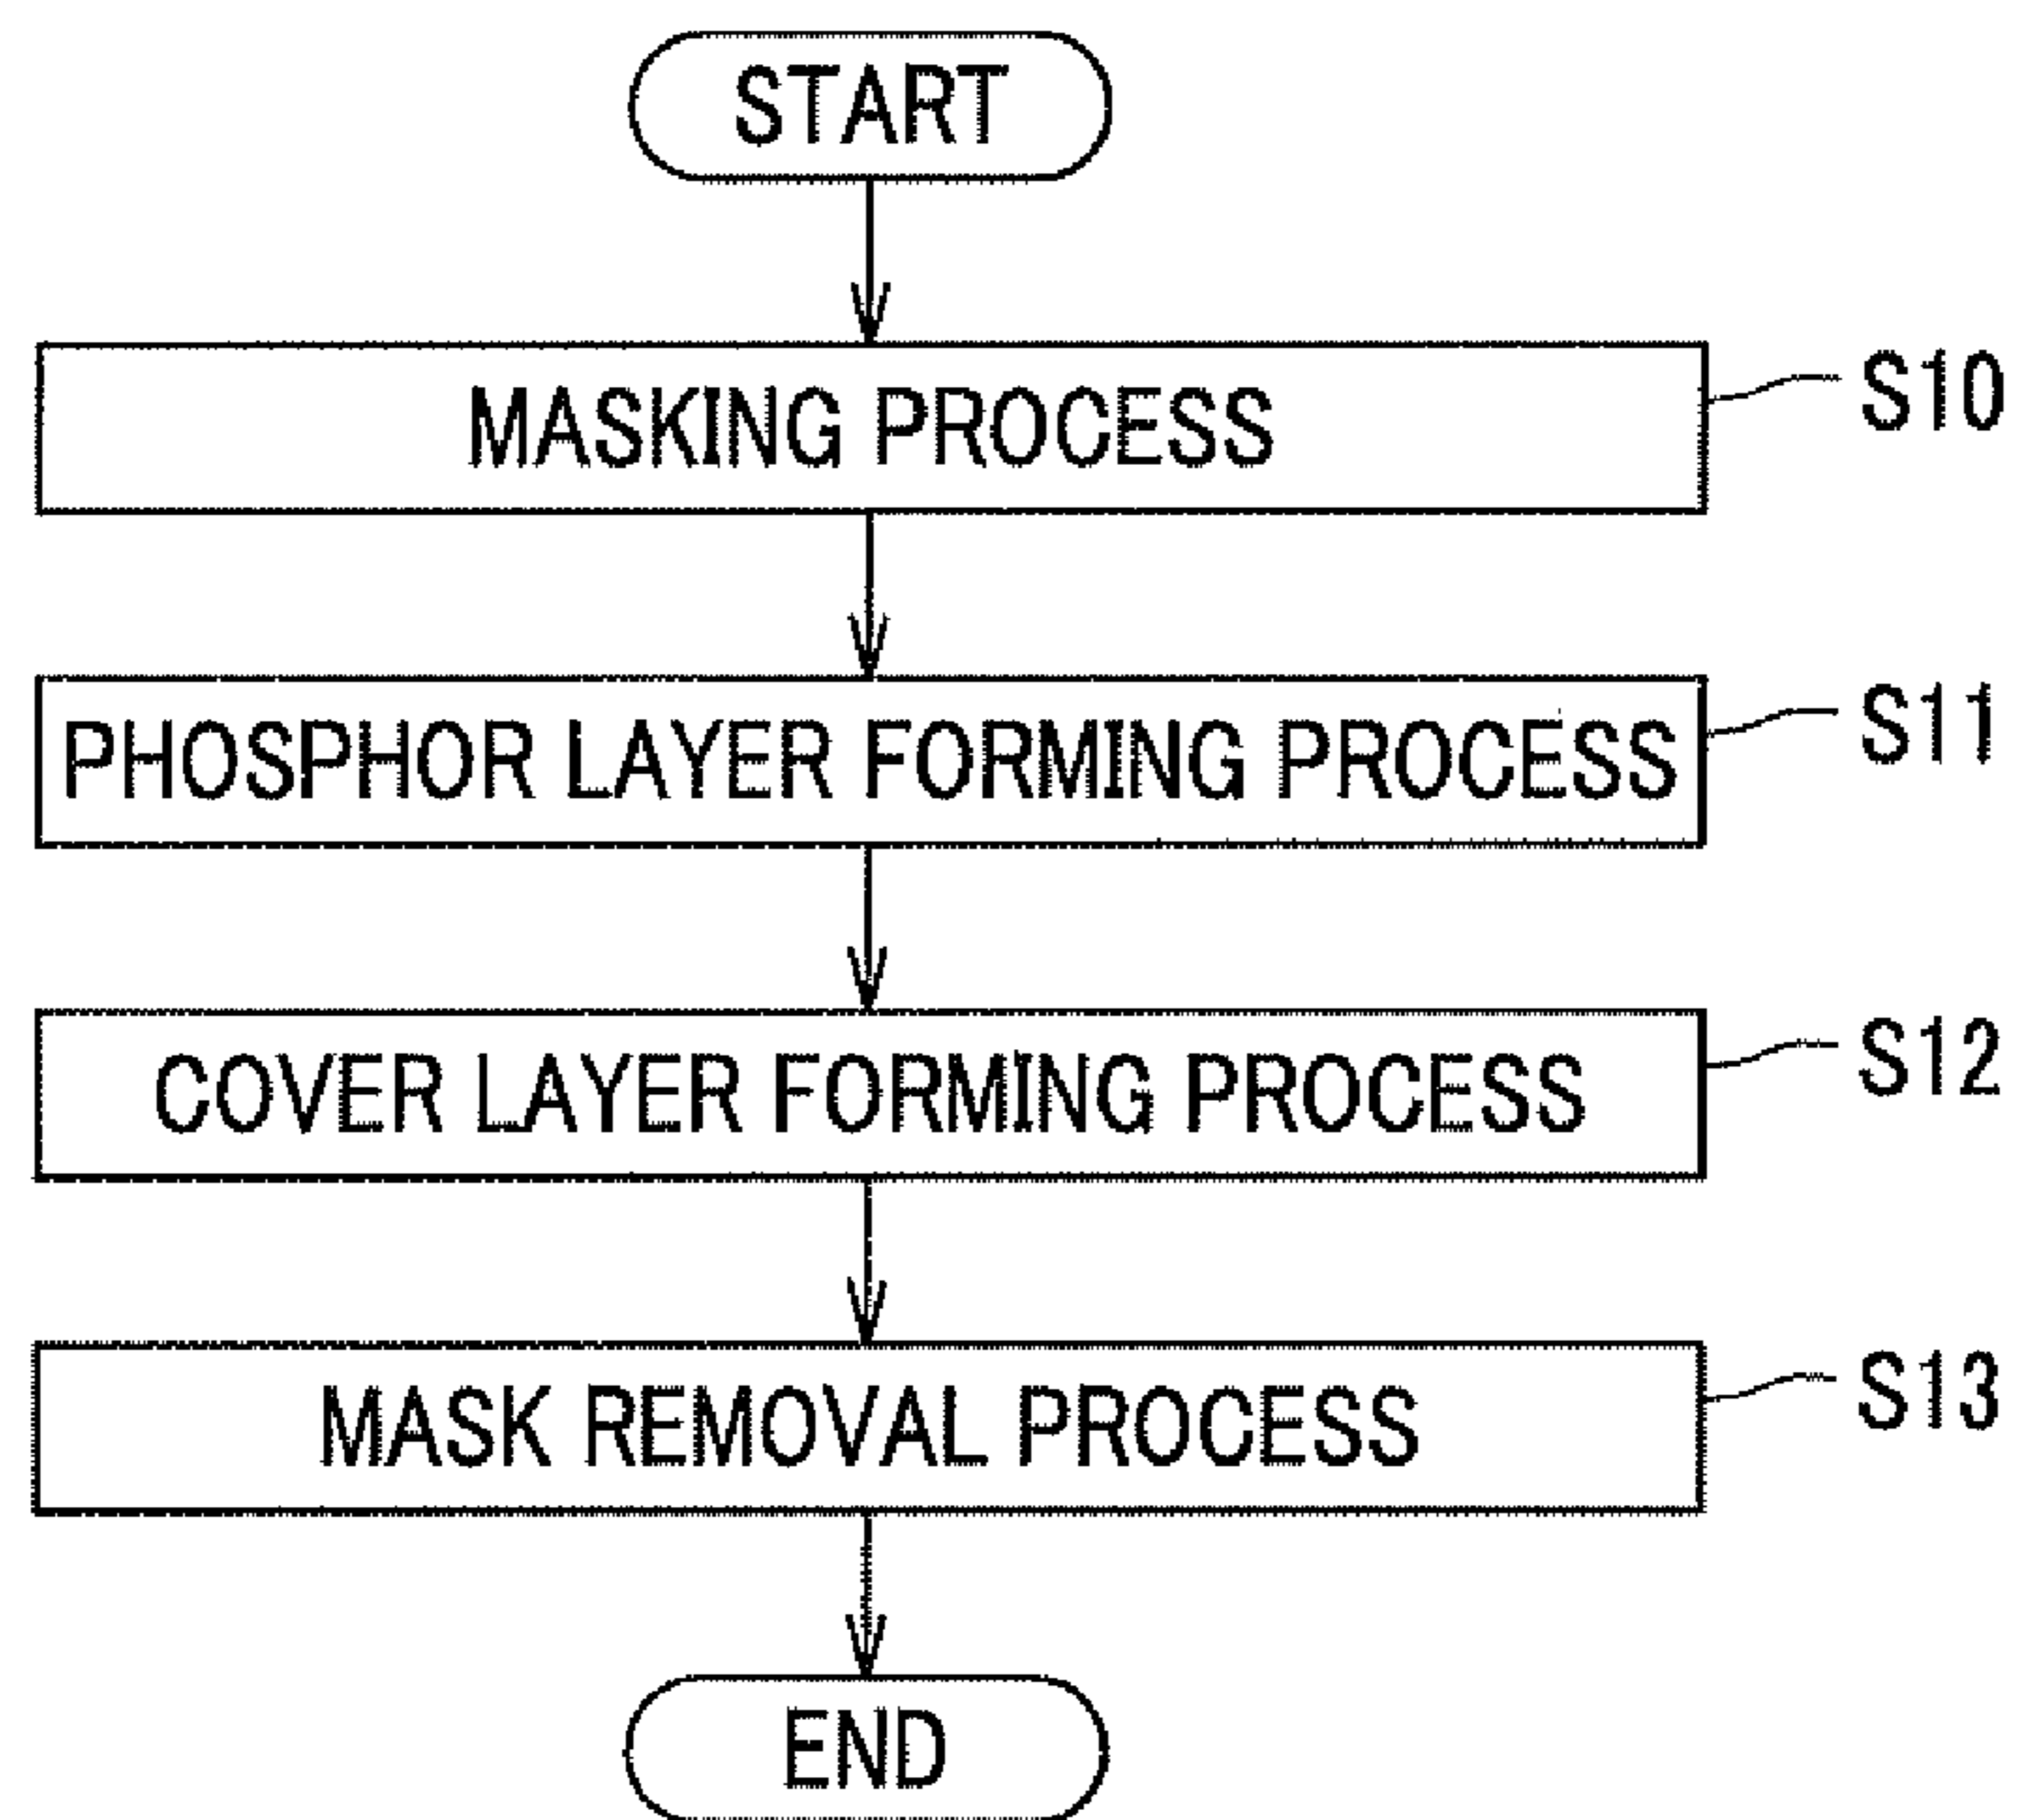 START
MASKING PROCESS S10
PHOSPHOR LAYER FORMING PROCESS S11
COVER LAYER FORMING PROCESS S12
MASK REMOVAL PROCESS S13
END